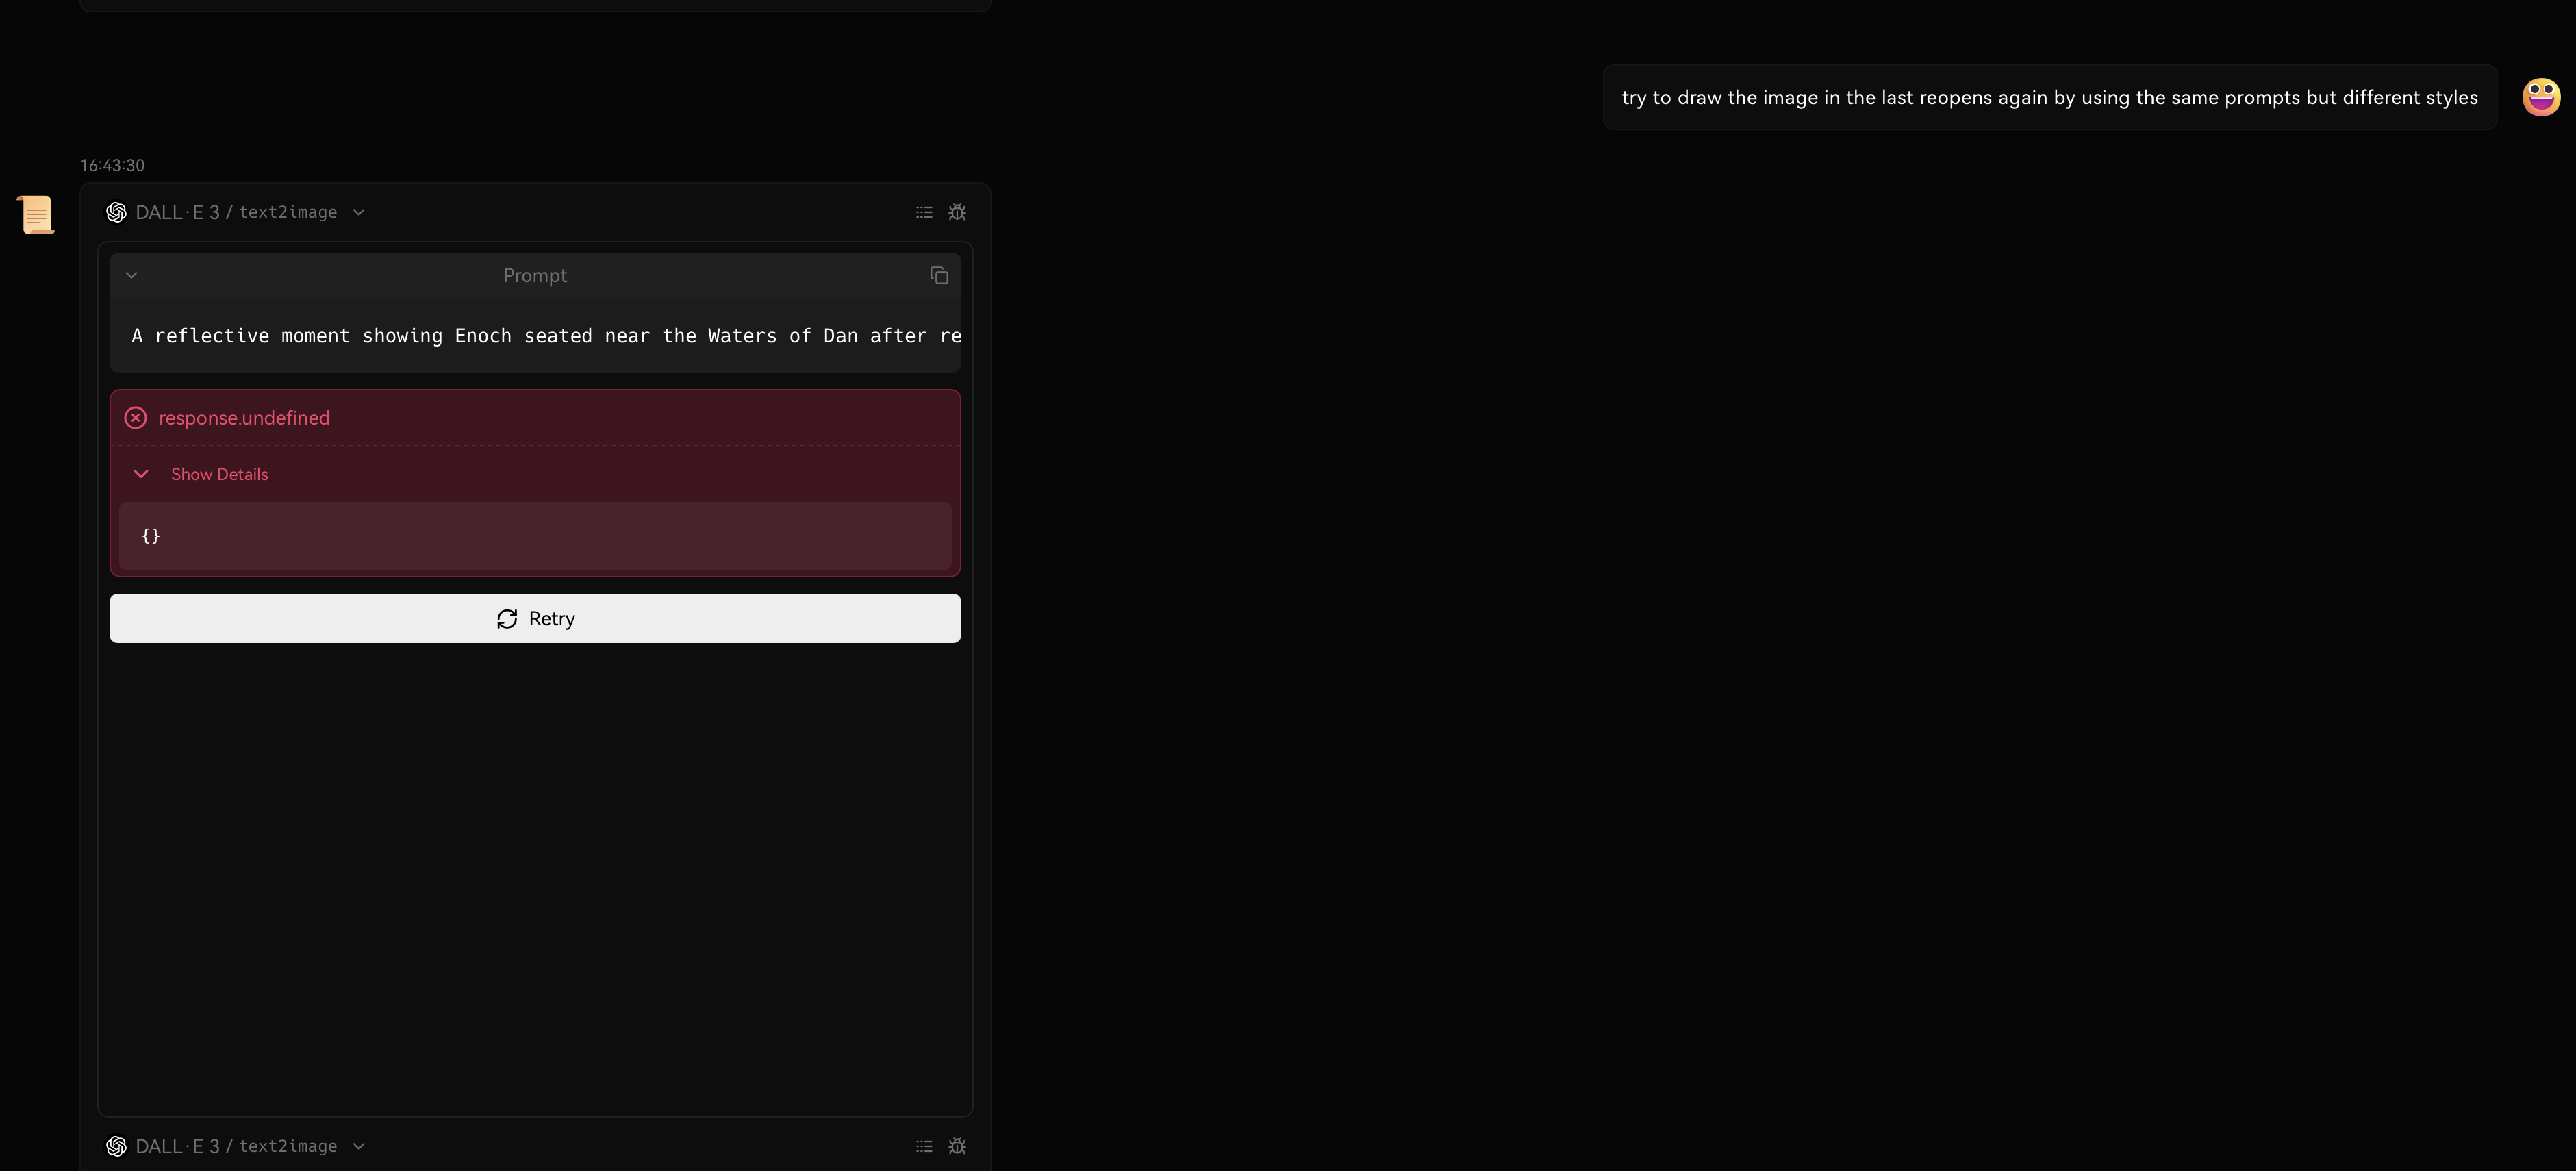 try to draw the image in the last reopens again by using the same prompts but different styles
16:43:30
DALL·E 3 / text2image
Prompt
A reflective moment showing Enoch seated near the Waters of Dan after re
response.undefined
Show Details
{}
Retry
DALL·E 3 / text2image